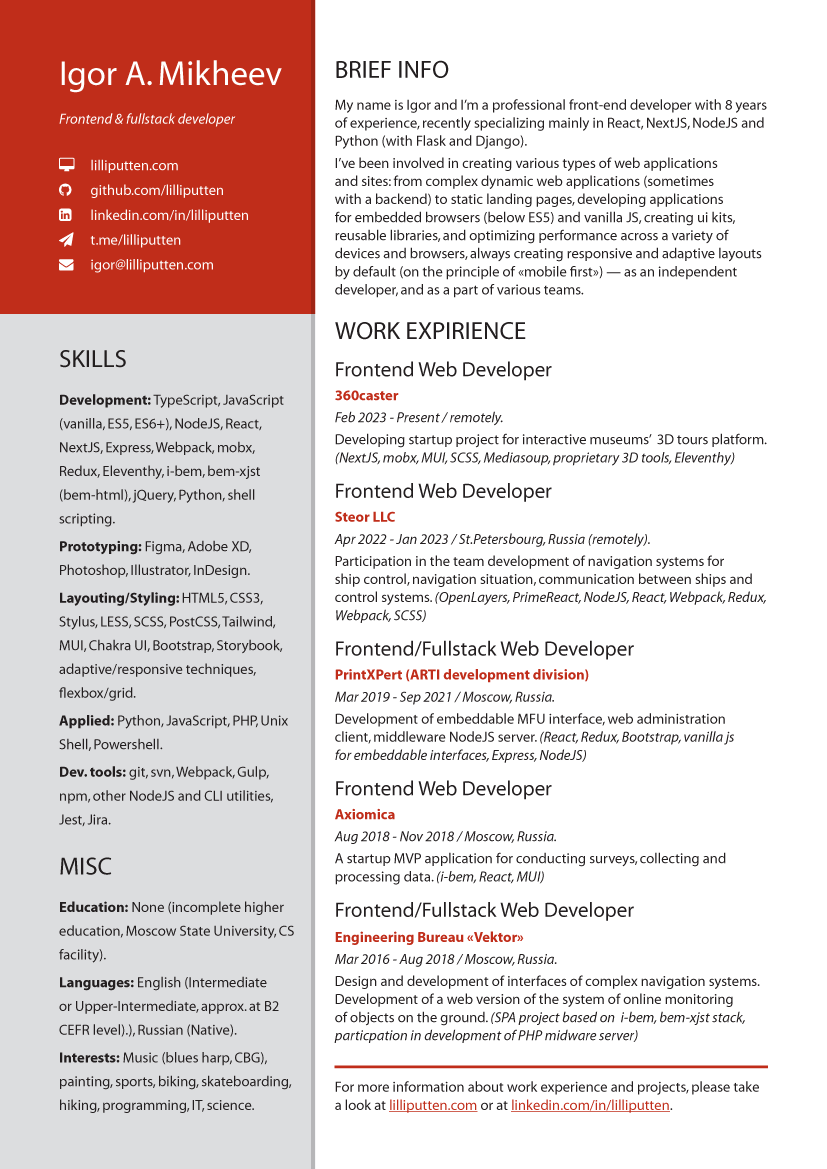 Igor A. Mikheev
Frontend & fullstack developer
lilliputten.com
github.com/lilliputten
linkedin.com/in/lilliputten
t.me/lilliputten
igor@lilliputten.com
SKILLS
Development: TypeScript, JavaScript
(vanilla, ES5, ES6+), NodeJS, React,
NextJS, Express, Webpack, mobx,
Redux, Eleventhy, i-bem, bem-xjst
(bem-html), jQuery, Python, shell
scripting.
Prototyping: Figma, Adobe XD,
Photoshop, Illustrator, InDesign.
Layouting/Styling: HTML5, CSS3,
Stylus, LESS, SCSS, PostCSS, Tailwind,
MUI, Chakra UI, Bootstrap, Storybook,
adaptive/responsive techniques,
flexbox/grid.
Applied: Python, JavaScript, PHP, Unix
Shell, Powershell.
Dev. tools: git, svn, Webpack, Gulp,
npm, other NodeJS and CLI utilities,
Jest, Jira.
MISC
Education: None (incomplete higher
education, Moscow State University, CS
facility).
Languages: English (Intermediate
or Upper-Intermediate, approx. at B2
CEFR level).), Russian (Native).
Interests: Music (blues harp, CBG),
painting, sports, biking, skateboarding,
hiking, programming, IT, science.
BRIEF INFO
My name is Igor and I'm a professional front-end developer with 8 years
of experience, recently specializing mainly in React, NextJS, NodeJS and
Python (with Flask and Django).
I've been involved in creating various types of web applications
and sites: from complex dynamic web applications (sometimes
with a backend) to static landing pages, developing applications
for embedded browsers (below ES5) and vanilla JS, creating ui kits,
reusable libraries, and optimizing performance across a variety of
devices and browsers, always creating responsive and adaptive layouts
by default (on the principle of «mobile first») — as an independent
developer, and as a part of various teams.
WORK EXPIRIENCE
Frontend Web Developer
360caster
Feb 2023 - Present / remotely.
Developing startup project for interactive museums' 3D tours platform.
(NextJS, mobx, MUI, SCSS, Mediasoup, proprietary 3D tools, Eleventhy)
Frontend Web Developer
Steor LLC
Apr 2022 - Jan 2023 / St.Petersbourg, Russia (remotely).
Participation in the team development of navigation systems for
ship control, navigation situation, communication between ships and
control systems. (OpenLayers, PrimeReact, NodeJS, React, Webpack, Redux,
Webpack, SCSS)
Frontend/Fullstack Web Developer
PrintXPert (ARTI development division)
Mar 2019 - Sep 2021 / Moscow, Russia.
Development of embeddable MFU interface, web administration
client, middleware NodeJS server. (React, Redux, Bootstrap, vanilla js
for embeddable interfaces, Express, NodeJS)
Frontend Web Developer
Axiomica
Aug 2018 - Nov 2018 / Moscow, Russia.
A startup MVP application for conducting surveys, collecting and
processing data. (i-bem, React, MUI)
Frontend/Fullstack Web Developer
Engineering Bureau «Vektor»
Mar 2016 - Aug 2018 / Moscow, Russia.
Design and development of interfaces of complex navigation systems.
Development of a web version of the system of online monitoring
of objects on the ground. (SPA project based on i-bem, bem-xjst stack,
particpation in development of PHP midware server)
For more information about work experience and projects, please take
a look at lilliputten.com or at linkedin.com/in/lilliputten.